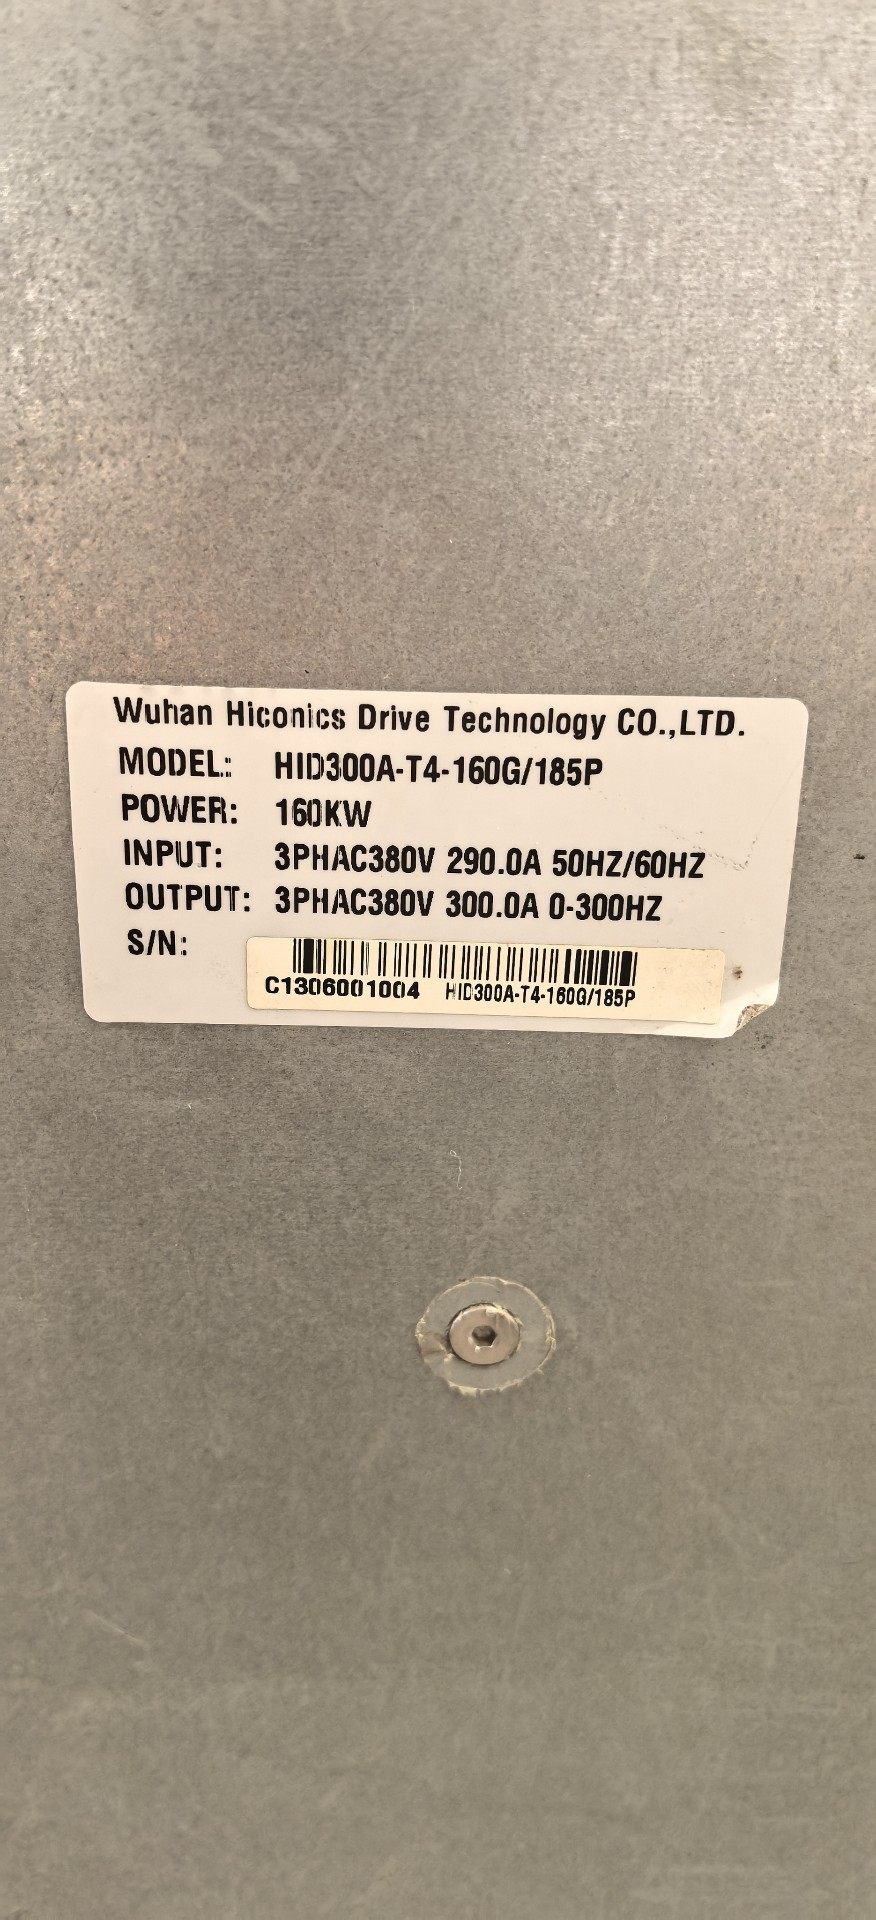 Wuhan Hiconics Drive Technology CO.,LTD.
MODEL: HID300A-T4-160G/185P
POWER: 160KW
INPUT: 3PHAC380V 290.0A 50HZ/60HZ
OUTPUT: 3PHAC380V 300.0A 0-300HZ
S/N:
C1306001004 HID300A-T4-160G/185P